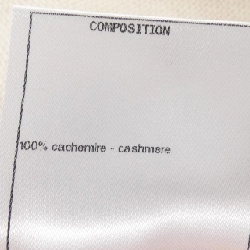 COMPOSITION
100% cachemire - cashmere